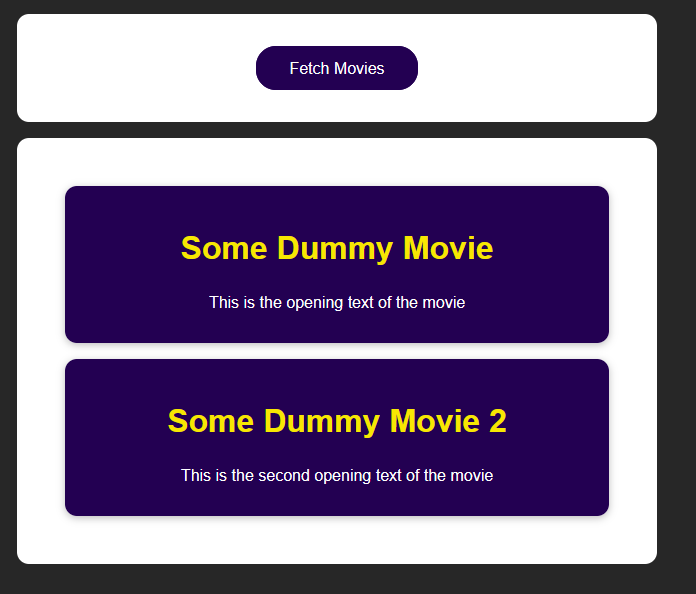 Fetch Movies
Some Dummy Movie
This is the opening text of the movie
Some Dummy Movie 2
This is the second opening text of the movie